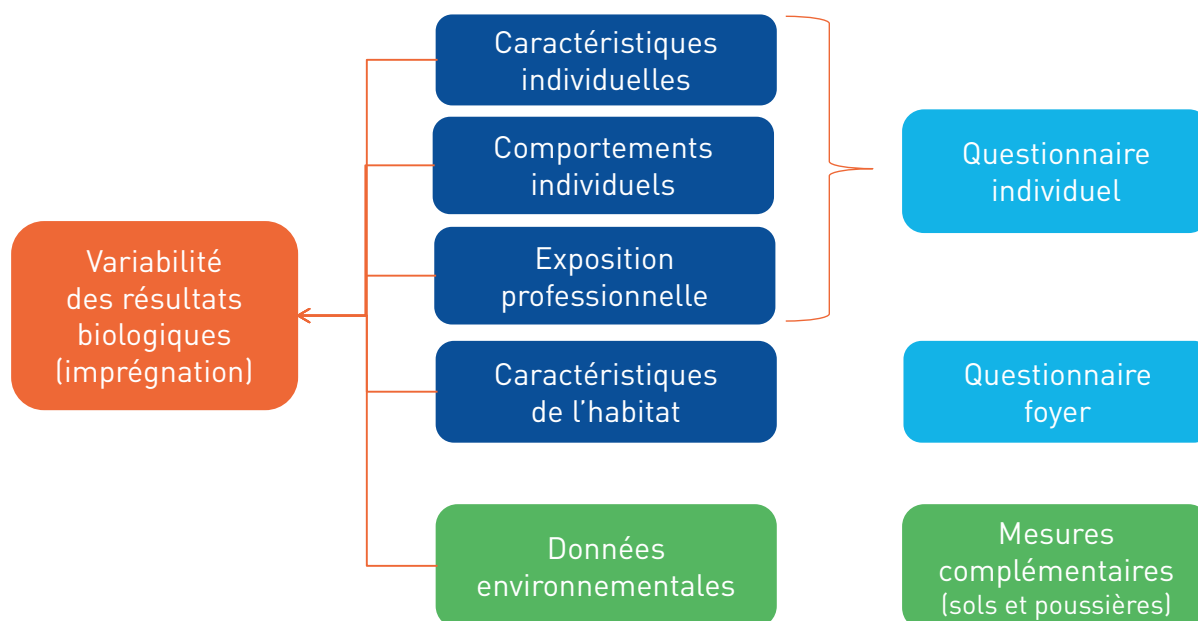 Caractéristiques
individuelles
Comportements
individuels
Questionnaire
individuel
Variabilité
des résultats
biologiques
(imprégnation)
Exposition
professionnelle
Caractéristiques
de l’habitat
Questionnaire
foyer
Données
environnementales
Mesures
complémentaires
(sols et poussières)